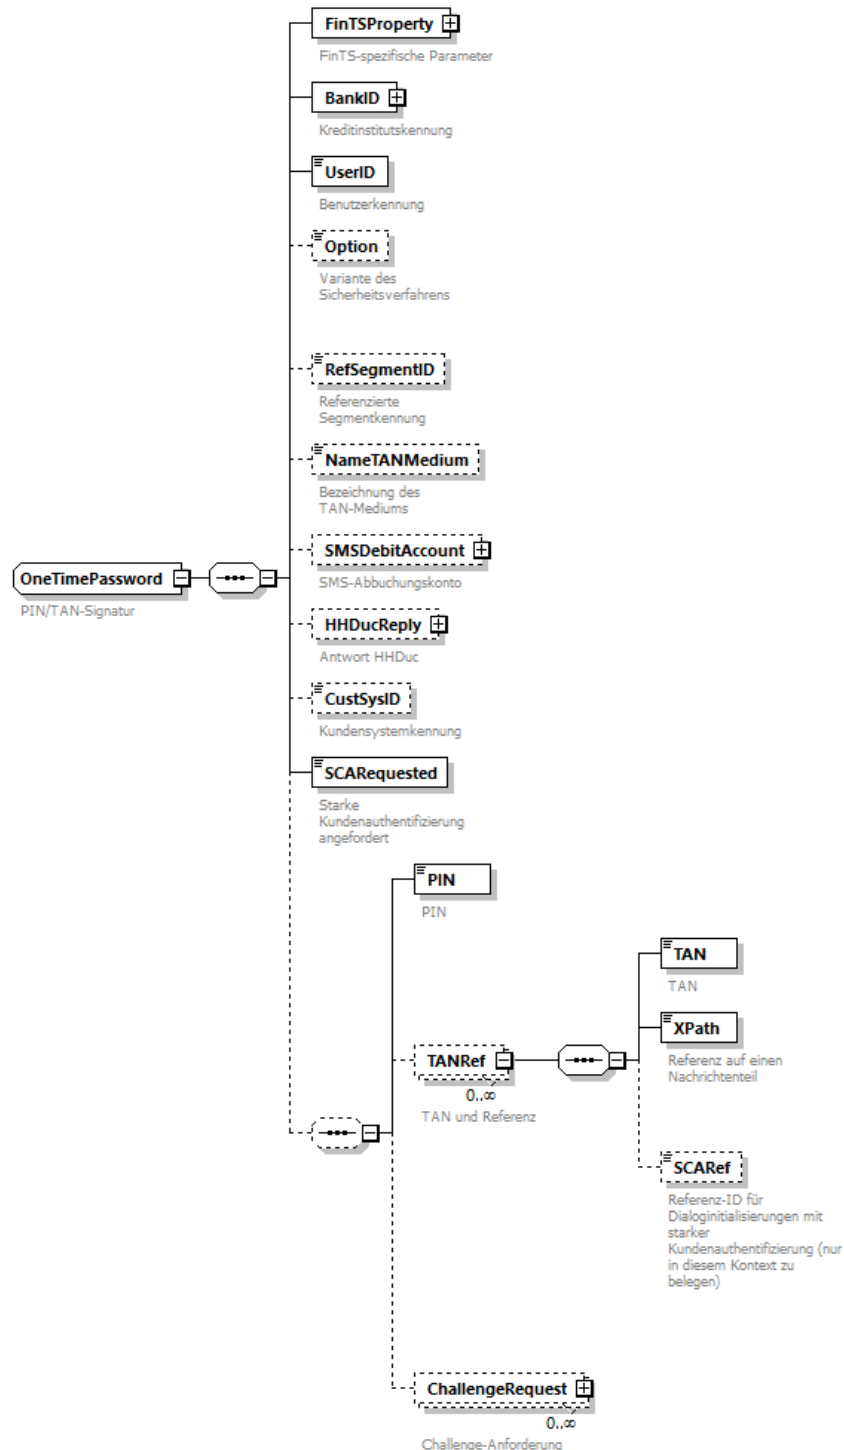 FinTSProperty
FinTS-spezifische Parameter
BankID
Kreditinstitutskennung
UserID
Benutzerkennung
Option
Variante des
Sicherheitsverfahrens
RefSegmentID
Referenzierte
Segmentkennung
NameTANMedium
Bezeichnung des
TAN-Mediums
SMSDebitAccount
SMS-Abbuchungskonto
OneTimePassword
PIN/TAN-Signatur
HHDucReply
Antwort HHDuc
CustSysID
Kundensystemkennung
SCARequested
Starke
Kundenauthentifizierung
angefordert
PIN
PIN
TAN
TAN
XPath
Referenz auf einen
Nachrichtenteil
TANRef
0..∞
TAN und Referenz
SCARef
Referenz-ID für
Dialoginitialisierungen mit
starker
Kundenauthentifizierung (nur
in diesem Kontext zu
belegen)
ChallengeRequest
0..∞
Challenge-Anforderung